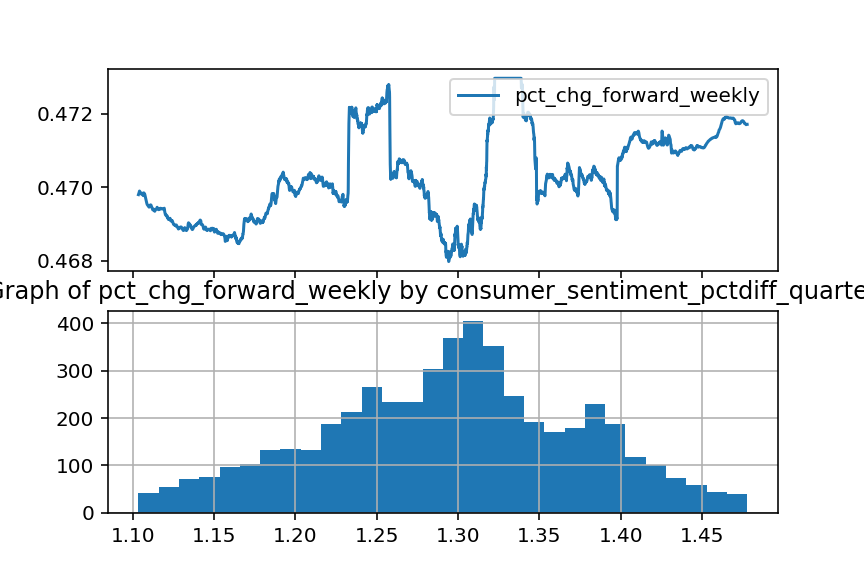 pct_chg_forward_weekly
0.472
0.470
0.468
Graph of pct_chg_forward_weekly by consumer_sentiment_pctdiff_quarte
400
300
200
100
0
1.10 1.15 1.20 1.25 1.30 1.35 1.40 1.45